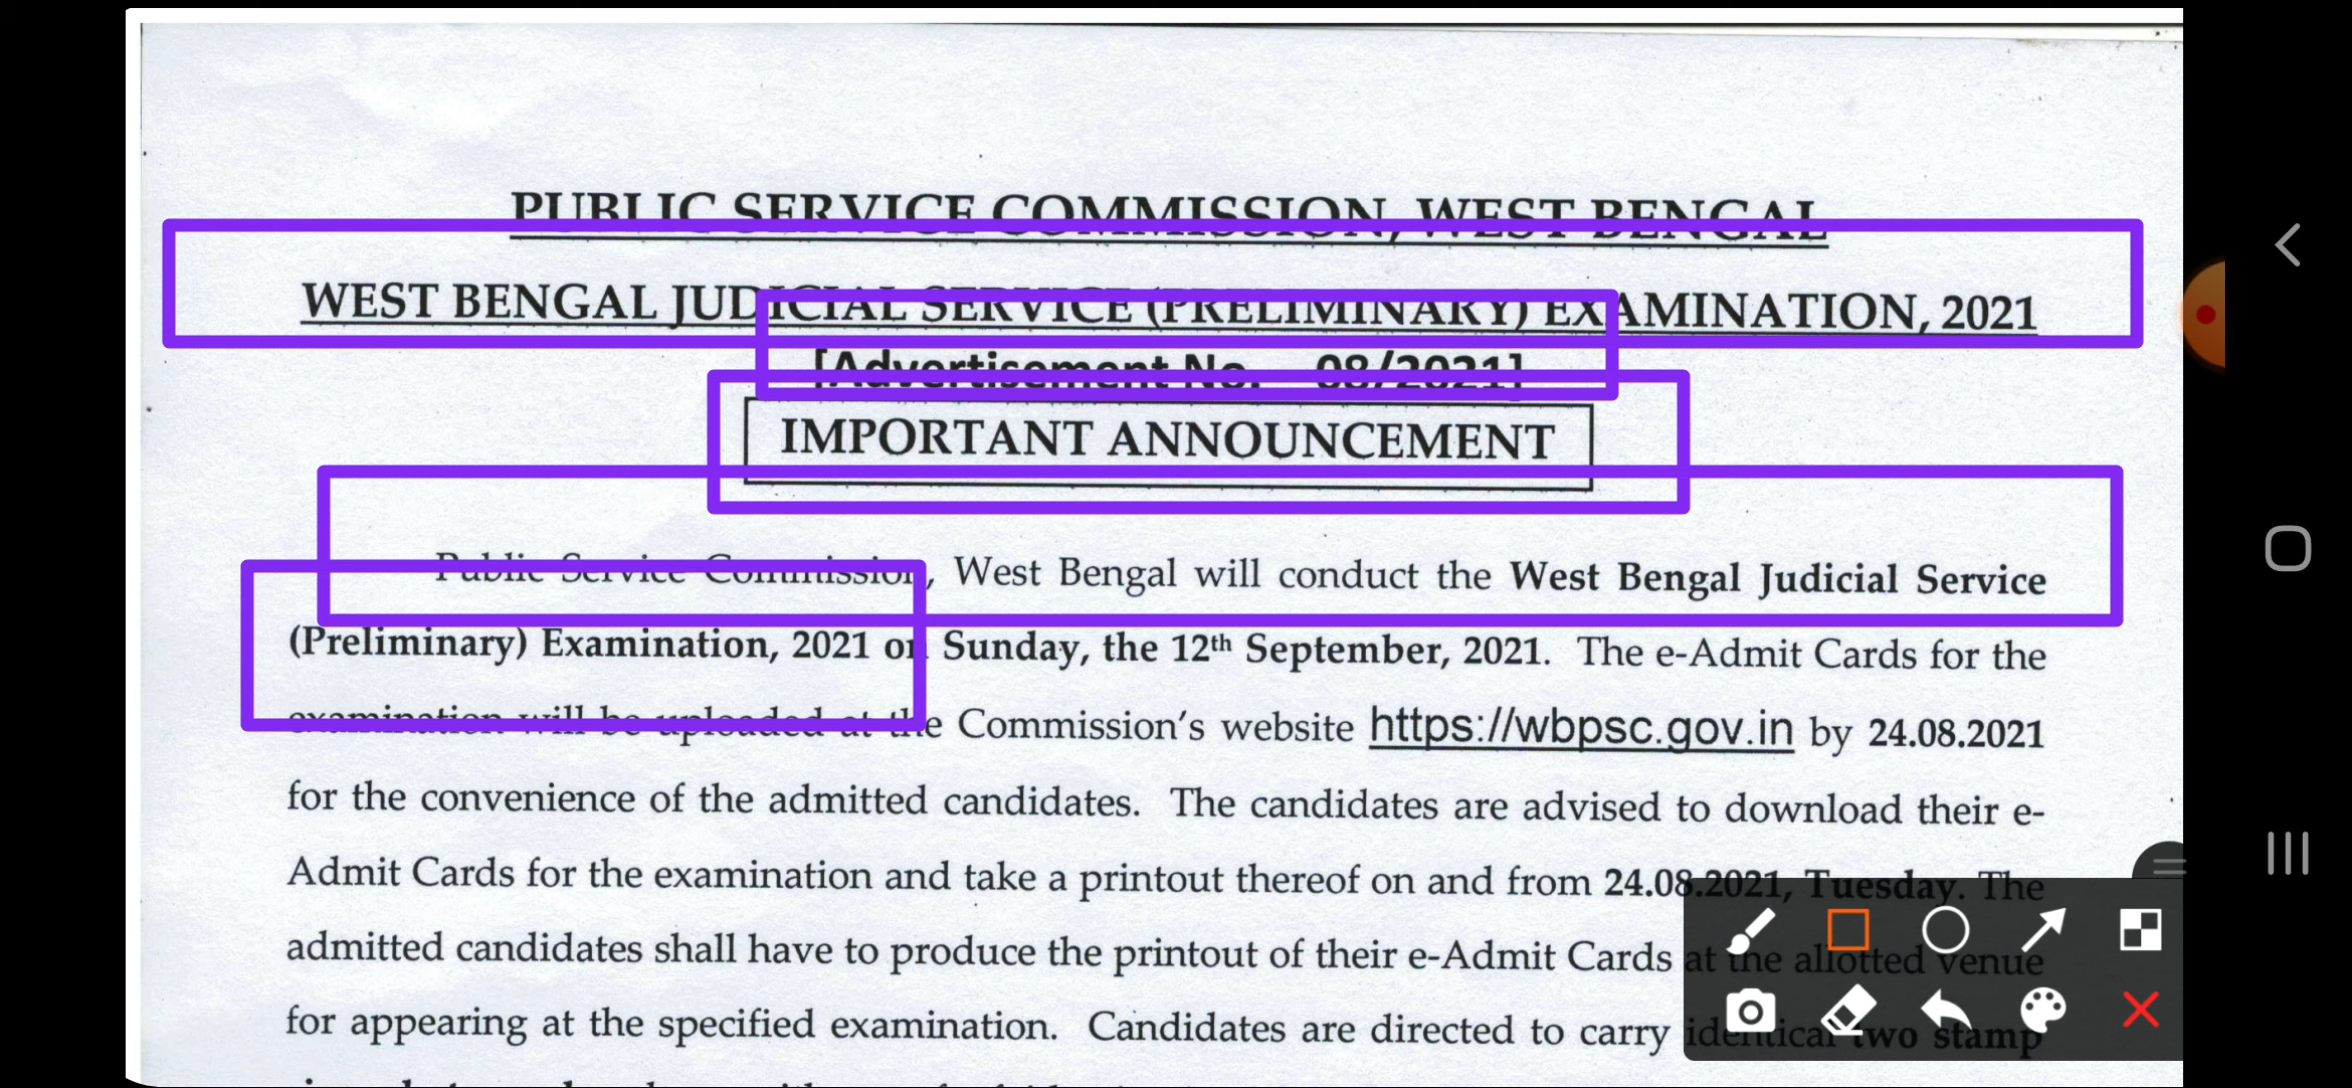 PUBLIC SERVICE COMMISSION, WEST BENGAL
WEST BENGAL JUDICIAL SERVICE (PRELIMINARY) EXAMINATION, 2021
[Advertisement No. 08/2021]
IMPORTANT ANNOUNCEMENT
Public Service Commission, West Bengal will conduct the West Bengal Judicial Service
(Preliminary) Examination, 2021 on Sunday, the 12th September, 2021. The e-Admit Cards for the
examination will be uploaded at the Commission's website https://wbpsc.gov.in by 24.08.2021
for the convenience of the admitted candidates. The candidates are advised to download their e-
Admit Cards for the examination and take a printout thereof on and from 24.08.2021, Tuesday. The
admitted candidates shall have to produce the printout of their e-Admit Cards at the allotted venue
for appearing at the specified examination. Candidates are directed to carry identical two stamp